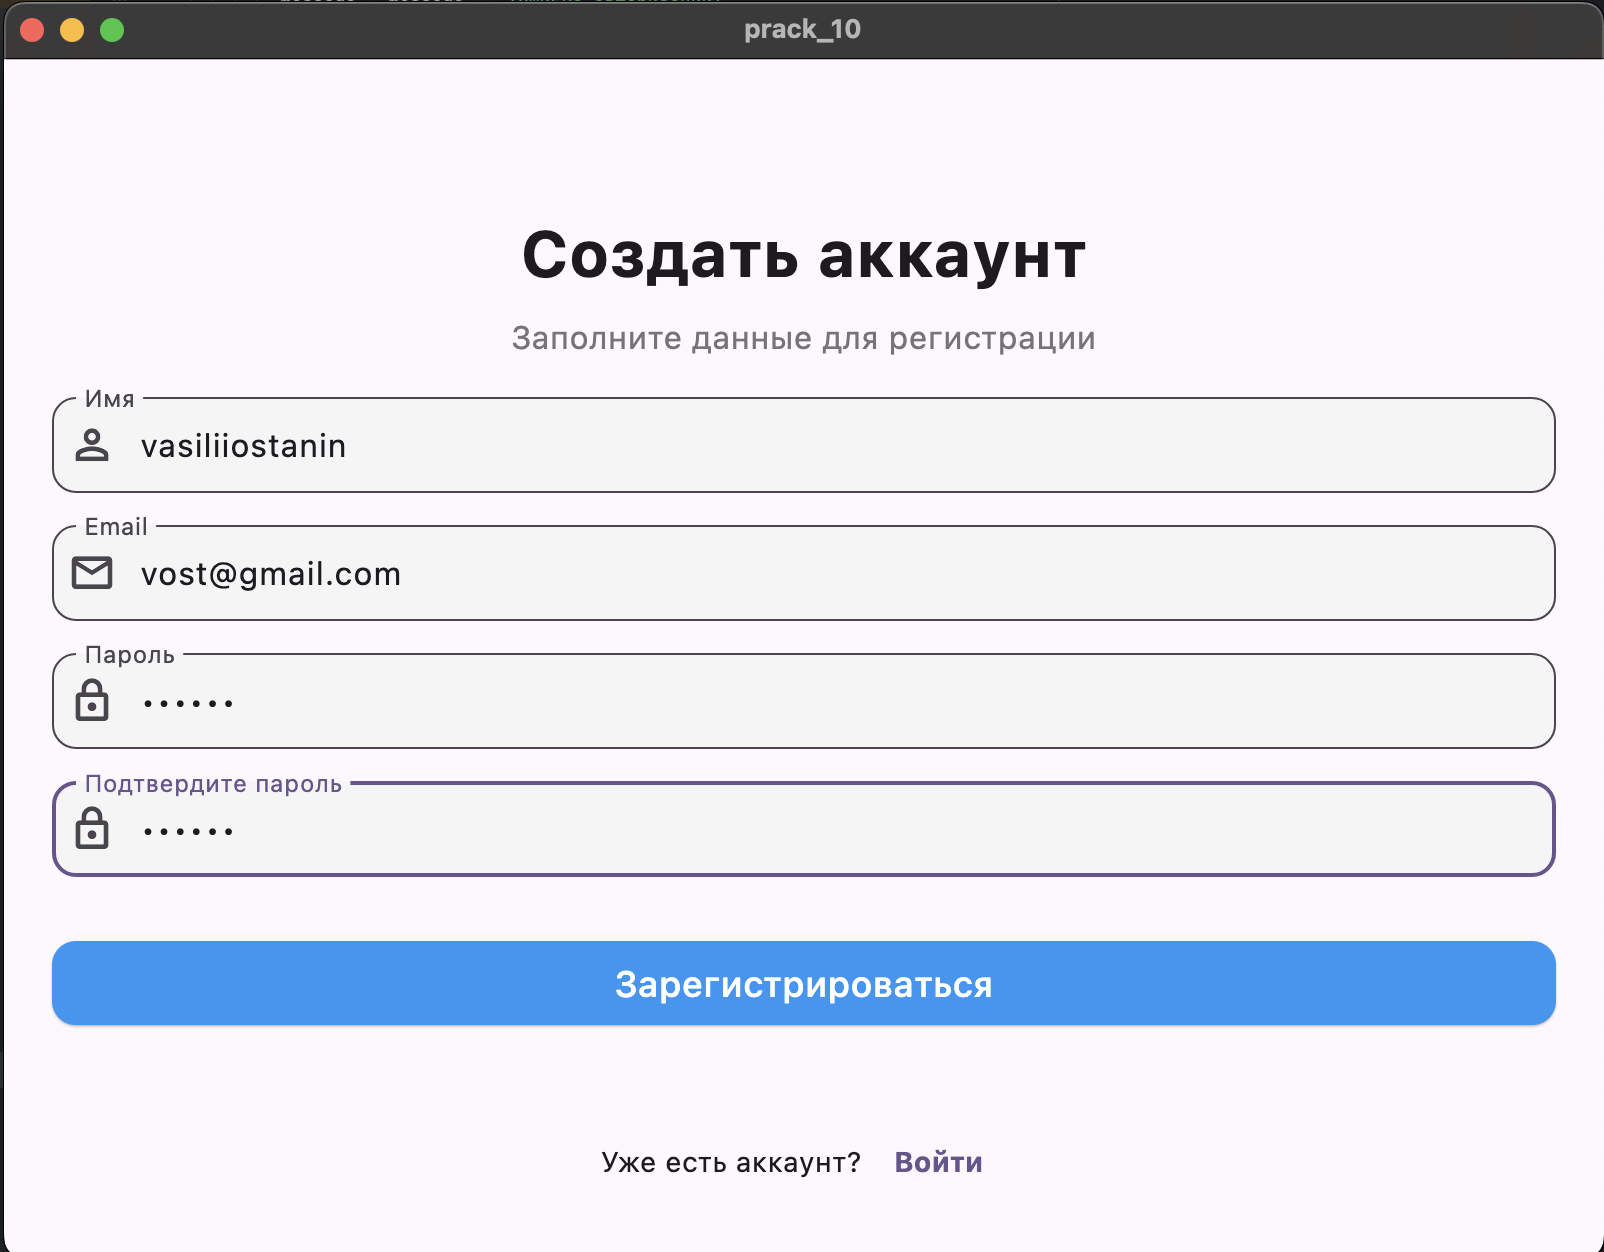 prack_10
Создать аккаунт
Заполните данные для регистрации
Имя
vasiliiostanin
Email
vost@gmail.com
Пароль
••••••
Подтвердите пароль
••••••
Зарегистрироваться
Уже есть аккаунт? Войти